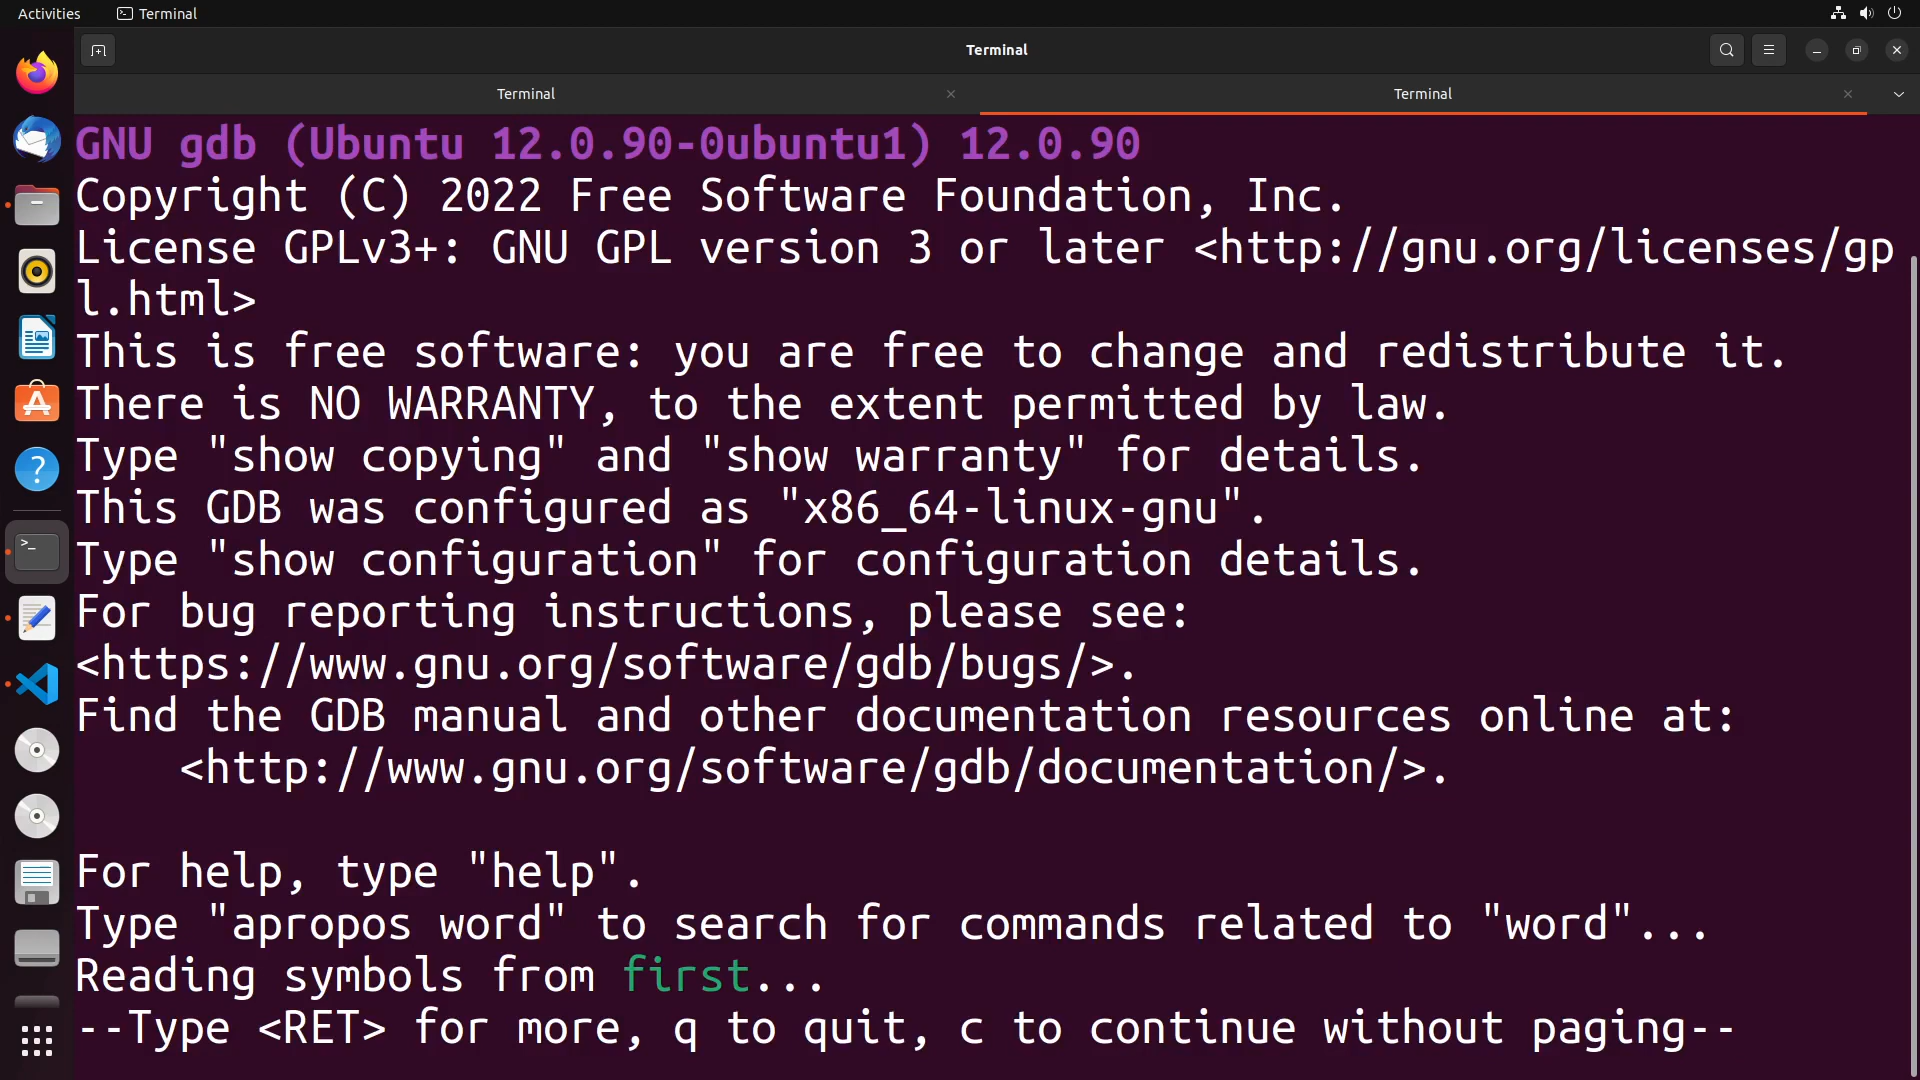 Activities Terminal
Terminal
Terminal Terminal
GNU gdb (Ubuntu 12.0.90-0ubuntu1) 12.0.90
Copyright (C) 2022 Free Software Foundation, Inc.
License GPLv3+: GNU GPL version 3 or later <http://gnu.org/licenses/gp
l.html>
This is free software: you are free to change and redistribute it.
There is NO WARRANTY, to the extent permitted by law.
Type "show copying" and "show warranty" for details.
This GDB was configured as "x86_64-linux-gnu".
Type "show configuration" for configuration details.
For bug reporting instructions, please see:
<https://www.gnu.org/software/gdb/bugs/>.
Find the GDB manual and other documentation resources online at:
    <http://www.gnu.org/software/gdb/documentation/>.

For help, type "help".
Type "apropos word" to search for commands related to "word"...
Reading symbols from first...
--Type <RET> for more, q to quit, c to continue without paging--